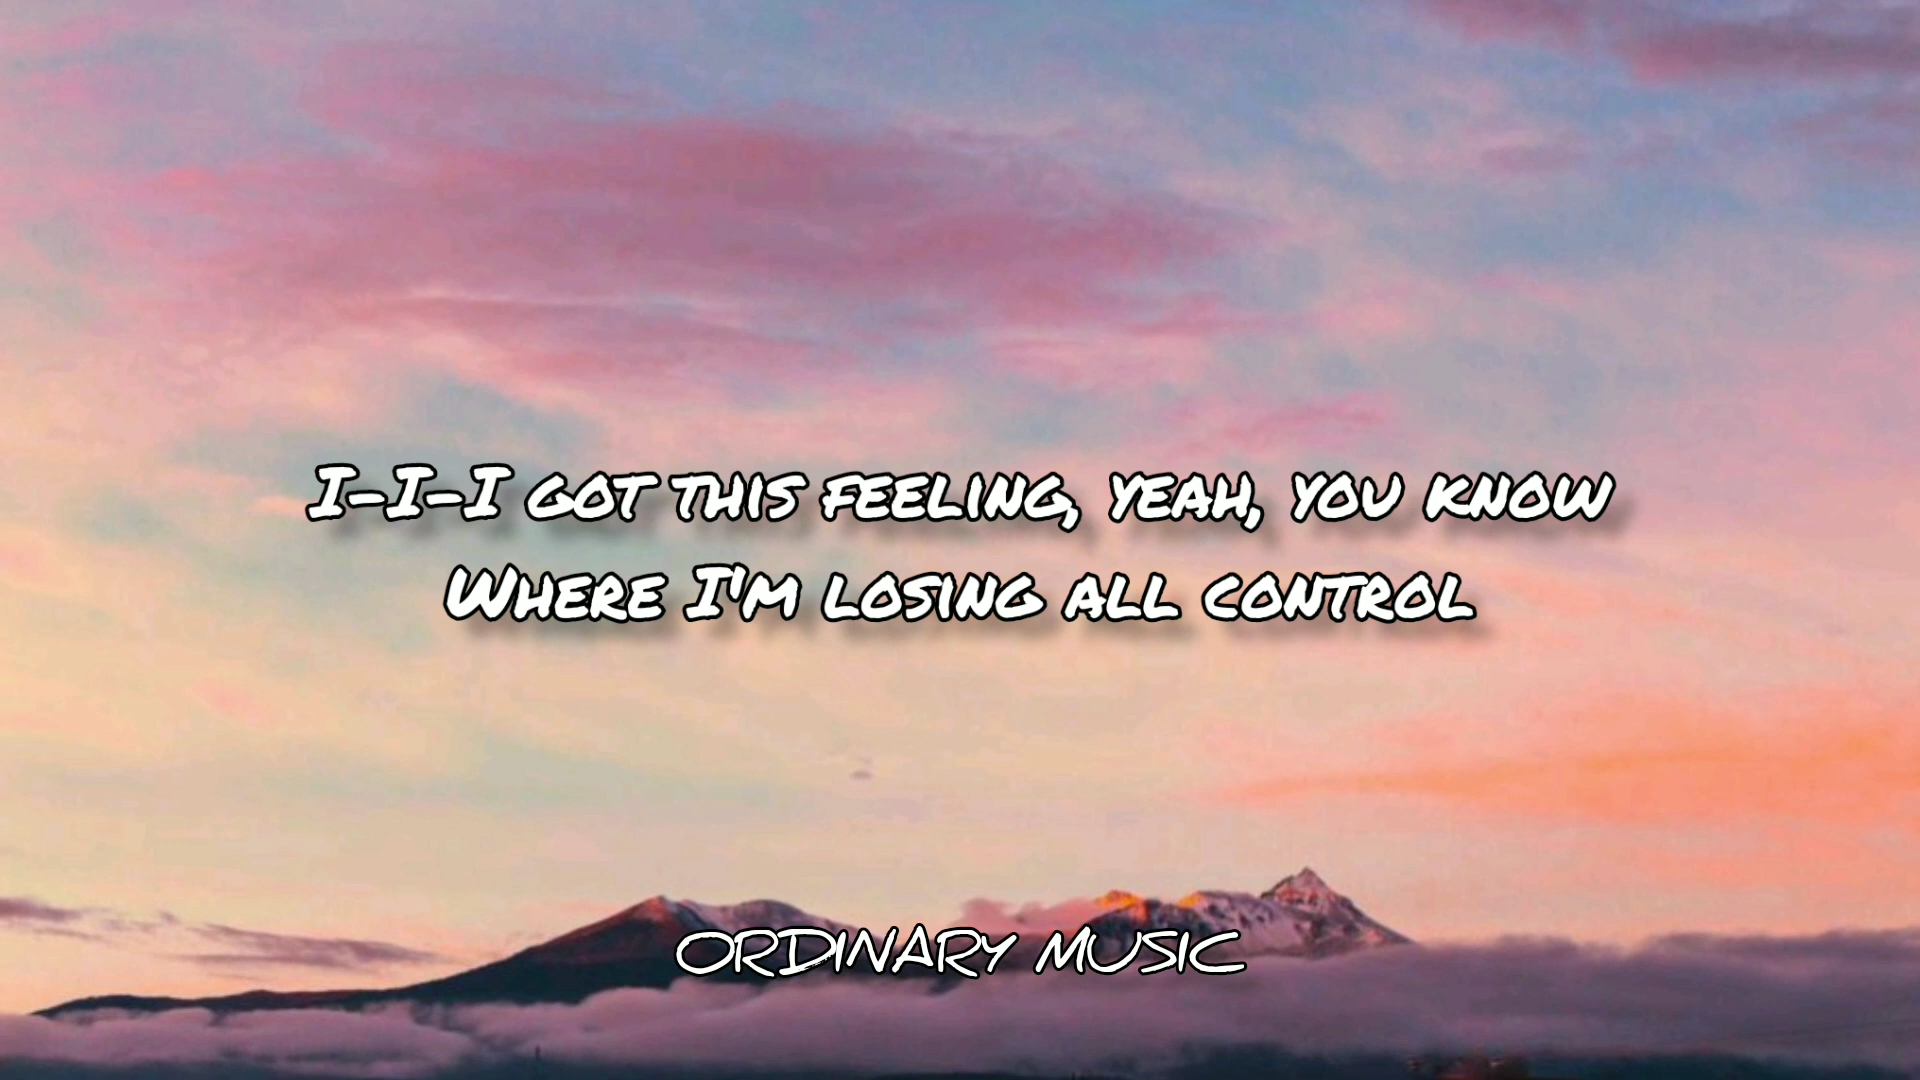 I-I-I got this feeling, yeah, you know
Where I'm losing all control
ORDINARY MUSIC